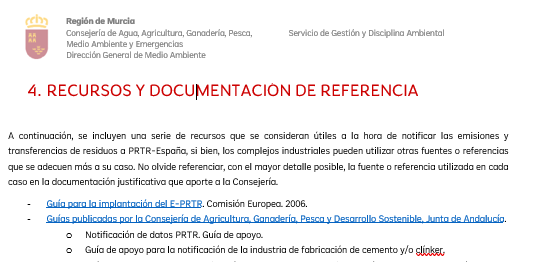 Región de Murcia
Consejería de Agua, Agricultura, Ganadería, Pesca,
Medio Ambiente y Emergencias
Dirección General de Medio Ambiente
Servicio de Gestión y Disciplina Ambiental
4. RECURSOS Y DOCUMENTACIÓN DE REFERENCIA
A continuación, se incluyen una serie de recursos que se consideran útiles a la hora de notificar las emisiones y
transferencias de residuos a PRTR-España, si bien, los complejos industriales pueden utilizar otras fuentes o referencias
que se adecuen más a su caso. No olvide referenciar, con el mayor detalle posible, la fuente o referencia utilizada en cada
caso en la documentación justificativa que aporte a la Consejería.
- Guía para la implantación del E-PRTR. Comisión Europea. 2006.
- Guías publicadas por la Consejería de Agricultura, Ganadería, Pesca y Desarrollo Sostenible, Junta de Andalucía.
o Notificación de datos PRTR. Guía de apoyo.
o Guía de apoyo para la notificación de la industria de fabricación de cemento y/o clínker.